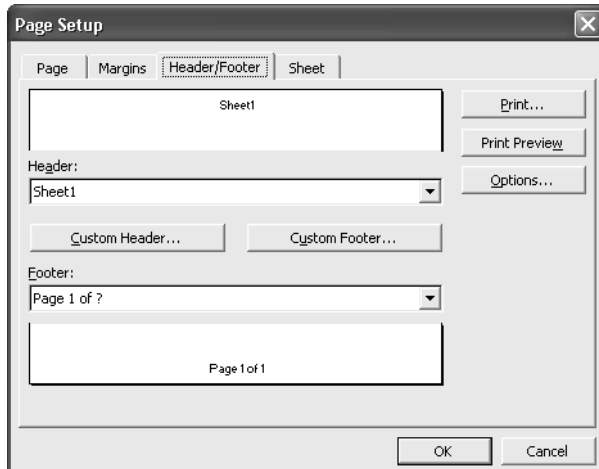 Page Setup
Page Margins Header/Footer Sheet
Sheet1
Print...
Print Preview
Options...
Header:
Sheet1
Custom Header... Custom Footer...
Footer:
Page 1 of ?
Page 1 of 1
OK Cancel